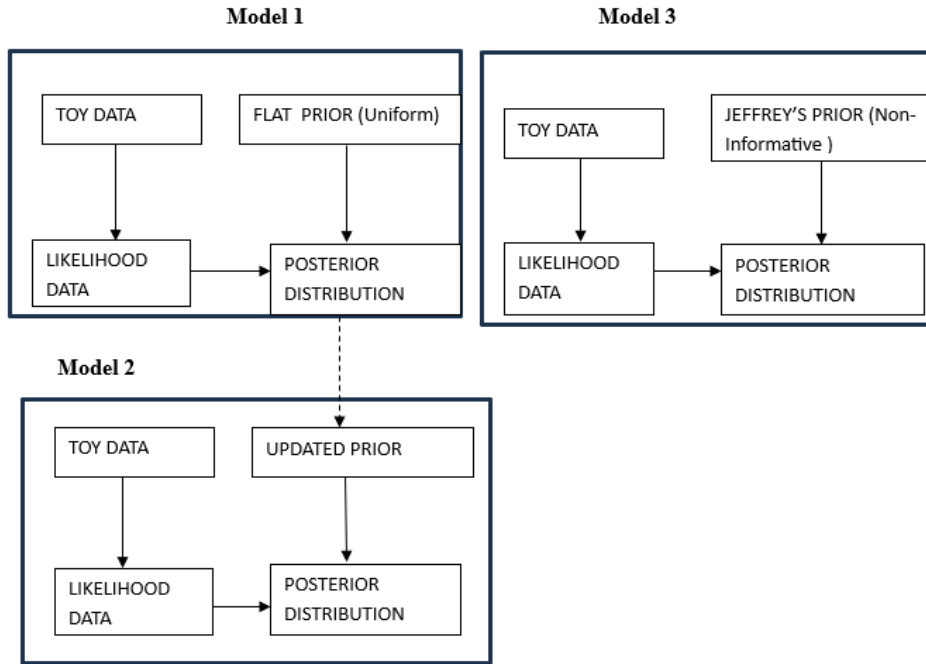 Model 1
TOY DATA
FLAT PRIOR (Uniform)
LIKELIHOOD
DATA
POSTERIOR
DISTRIBUTION
Model 3
TOY DATA
JEFFREY'S PRIOR (Non-
Informative )
LIKELIHOOD
DATA
POSTERIOR
DISTRIBUTION
Model 2
TOY DATA
UPDATED PRIOR
LIKELIHOOD
DATA
POSTERIOR
DISTRIBUTION